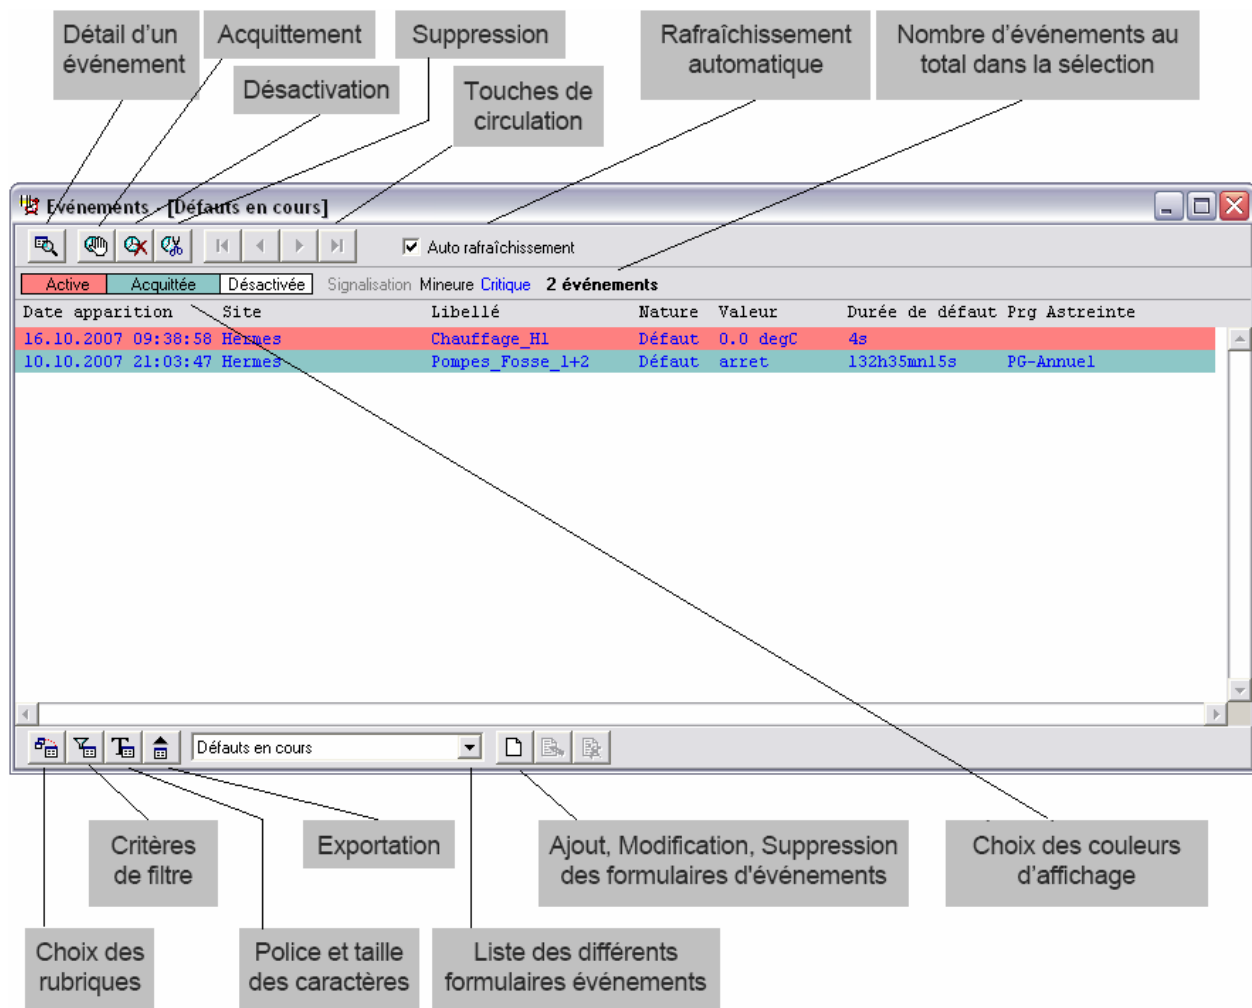 Détail d'un
événement
Acquittement
Suppression
Rafraîchissement
automatique
Nombre d'événements au
total dans la sélection
Désactivation
Touches de
circulation
Evénements - [Défauts en cours]
Auto rafraîchissement
Active Acquittée Désactivée Signalisation Mineure Critique 2 événements
Date apparition Site Libellé Nature Valeur Durée de défaut Prg Astreinte
16.10.2007 09:38:58 Hermes Chauffage_H1 Défaut 0.0 degC 4s
10.10.2007 21:03:47 Hermes Pompes_Fosse_1+2 Défaut arret 132h35mn15s PG-Annuel
Défauts en cours
Critères
de filtre
Exportation
Ajout, Modification, Suppression
des formulaires d'événements
Choix des couleurs
d'affichage
Choix des
rubriques
Police et taille
des caractères
Liste des différents
formulaires événements